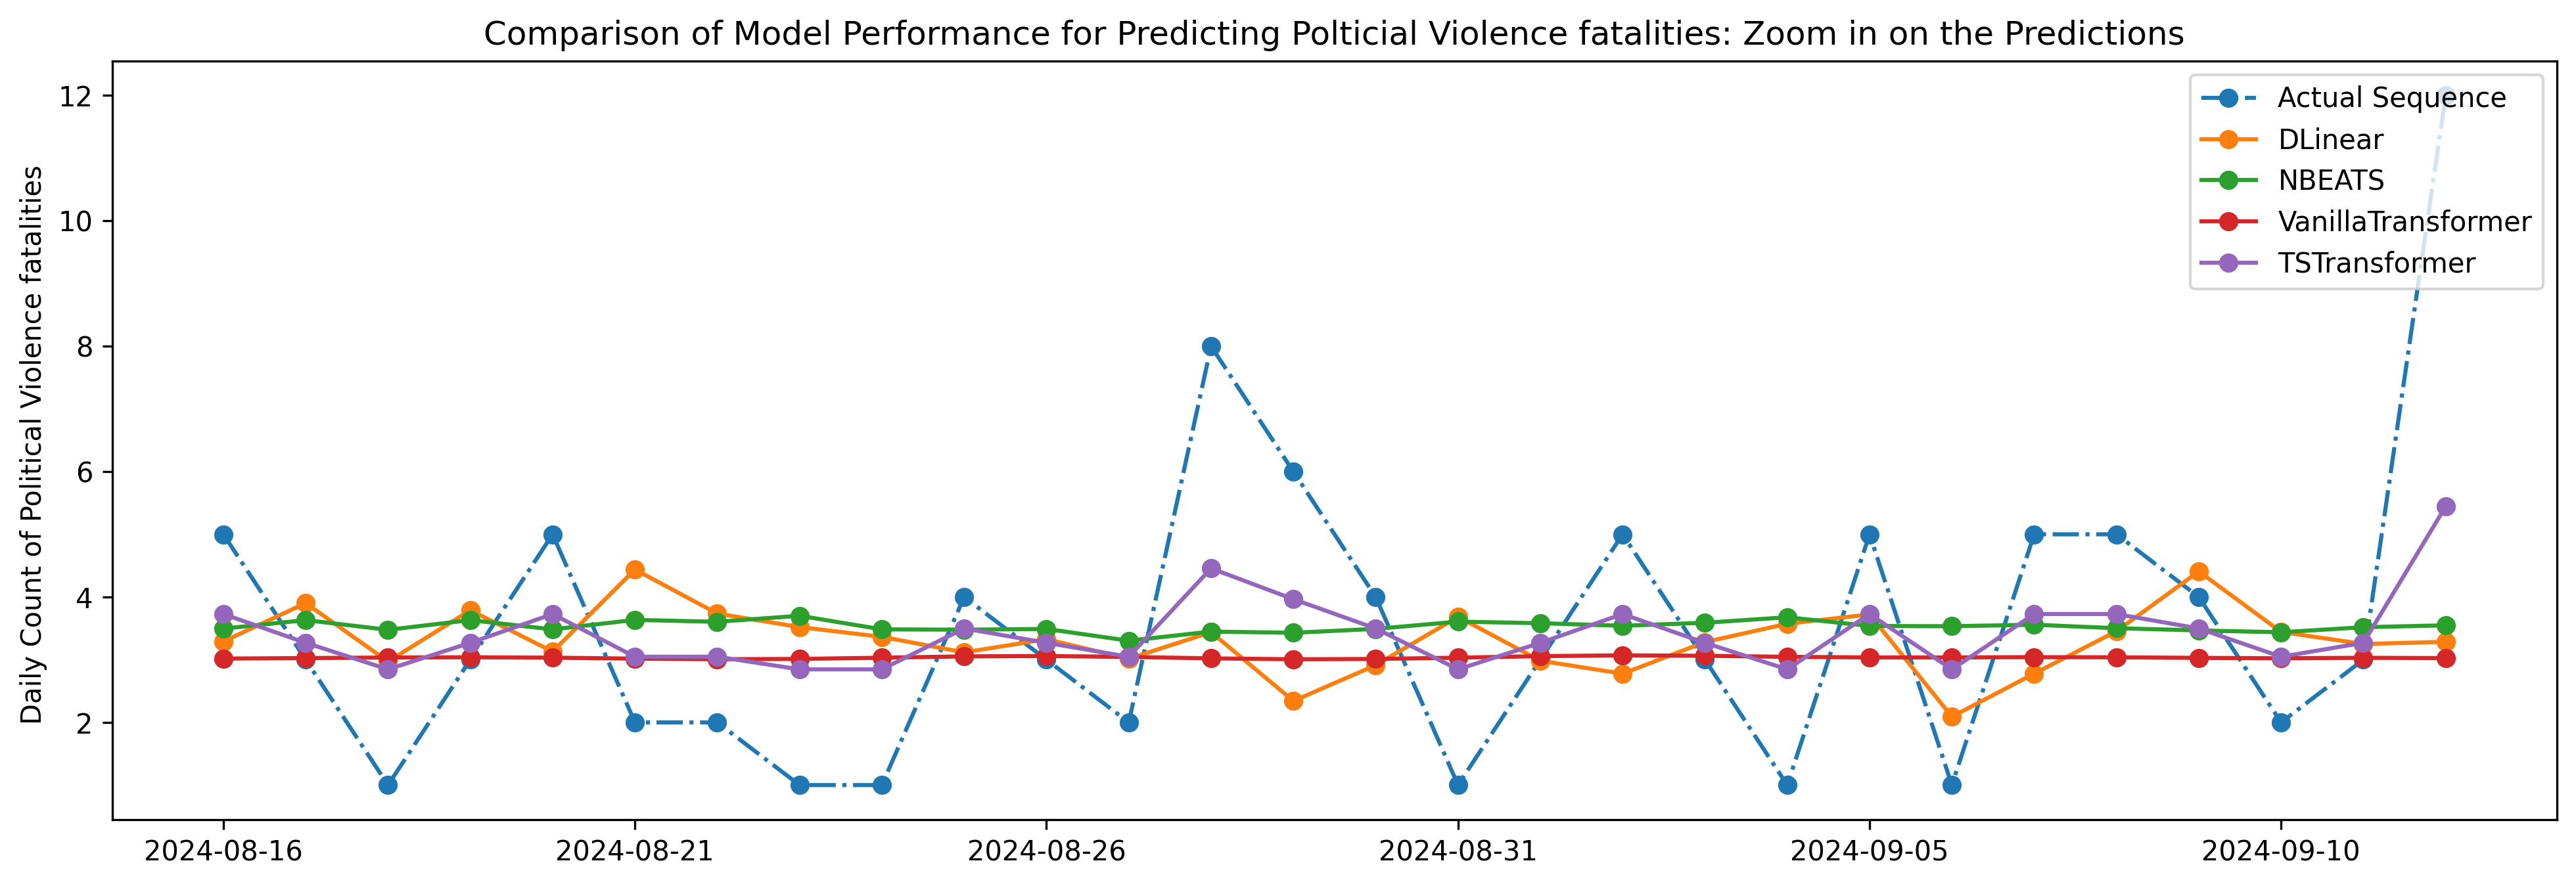 Comparison of Model Performance for Predicting Polticial Violence fatalities: Zoom in on the Predictions
Daily Count of Political Violence fatalities
12
10
8
6
4
2
Actual Sequence
DLinear
NBEATS
VanillaTransformer
TSTransformer
2024-08-16
2024-08-21
2024-08-26
2024-08-31
2024-09-05
2024-09-10